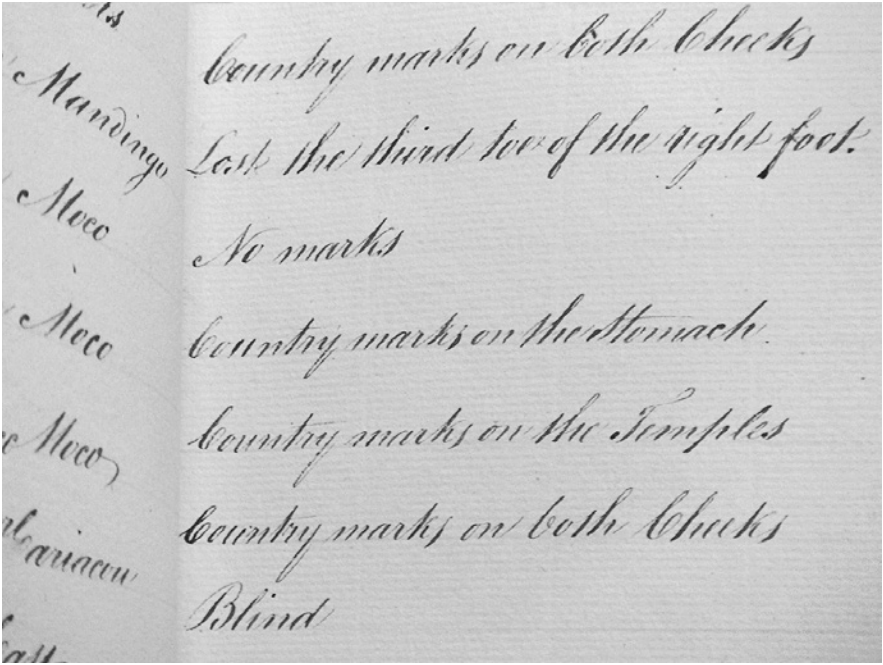 Country marks on both Cheeks
Mandingo Lost the third toe of the right foot.
Moco No marks
Moco Country marks on the Stomach.
Moco Country marks on the Temples
Cariacou Country marks on both Cheeks
Blind